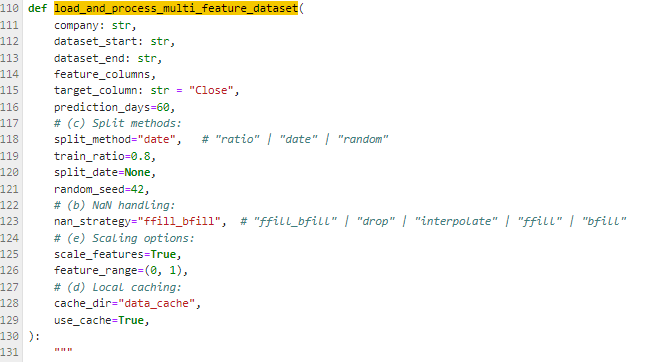 110 def load_and_process_multi_feature_dataset(
111     company: str,
112     dataset_start: str,
113     dataset_end: str,
114     feature_columns,
115     target_column: str = "Close",
116     prediction_days=60,
117     # (c) Split methods:
118     split_method="date",   # "ratio" | "date" | "random"
119     train_ratio=0.8,
120     split_date=None,
121     random_seed=42,
122     # (b) NaN handling:
123     nan_strategy="ffill_bfill",  # "ffill_bfill" | "drop" | "interpolate" | "ffill" | "bfill"
124     # (e) Scaling options:
125     scale_features=True,
126     feature_range=(0, 1),
127     # (d) Local caching:
128     cache_dir="data_cache",
129     use_cache=True,
130 ):
131     """